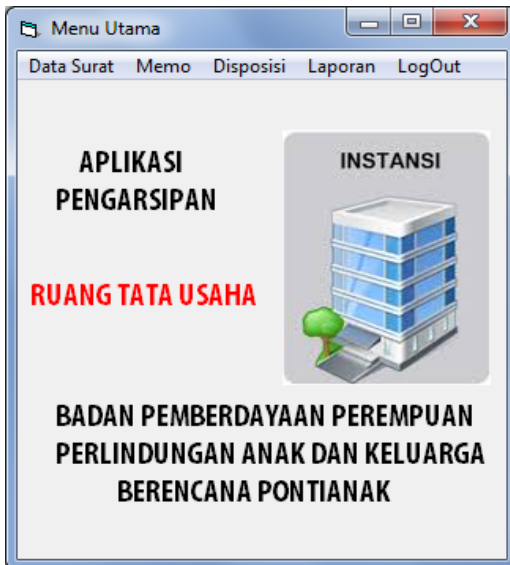 Menu Utama
Data Surat Memo Disposisi Laporan LogOut
APLIKASI
PENGARSIPAN
INSTANSI
RUANG TATA USAHA
BADAN PEMBERDAYAAN PEREMPUAN
PERLINDUNGAN ANAK DAN KELUARGA
BERENCANA PONTIANAK